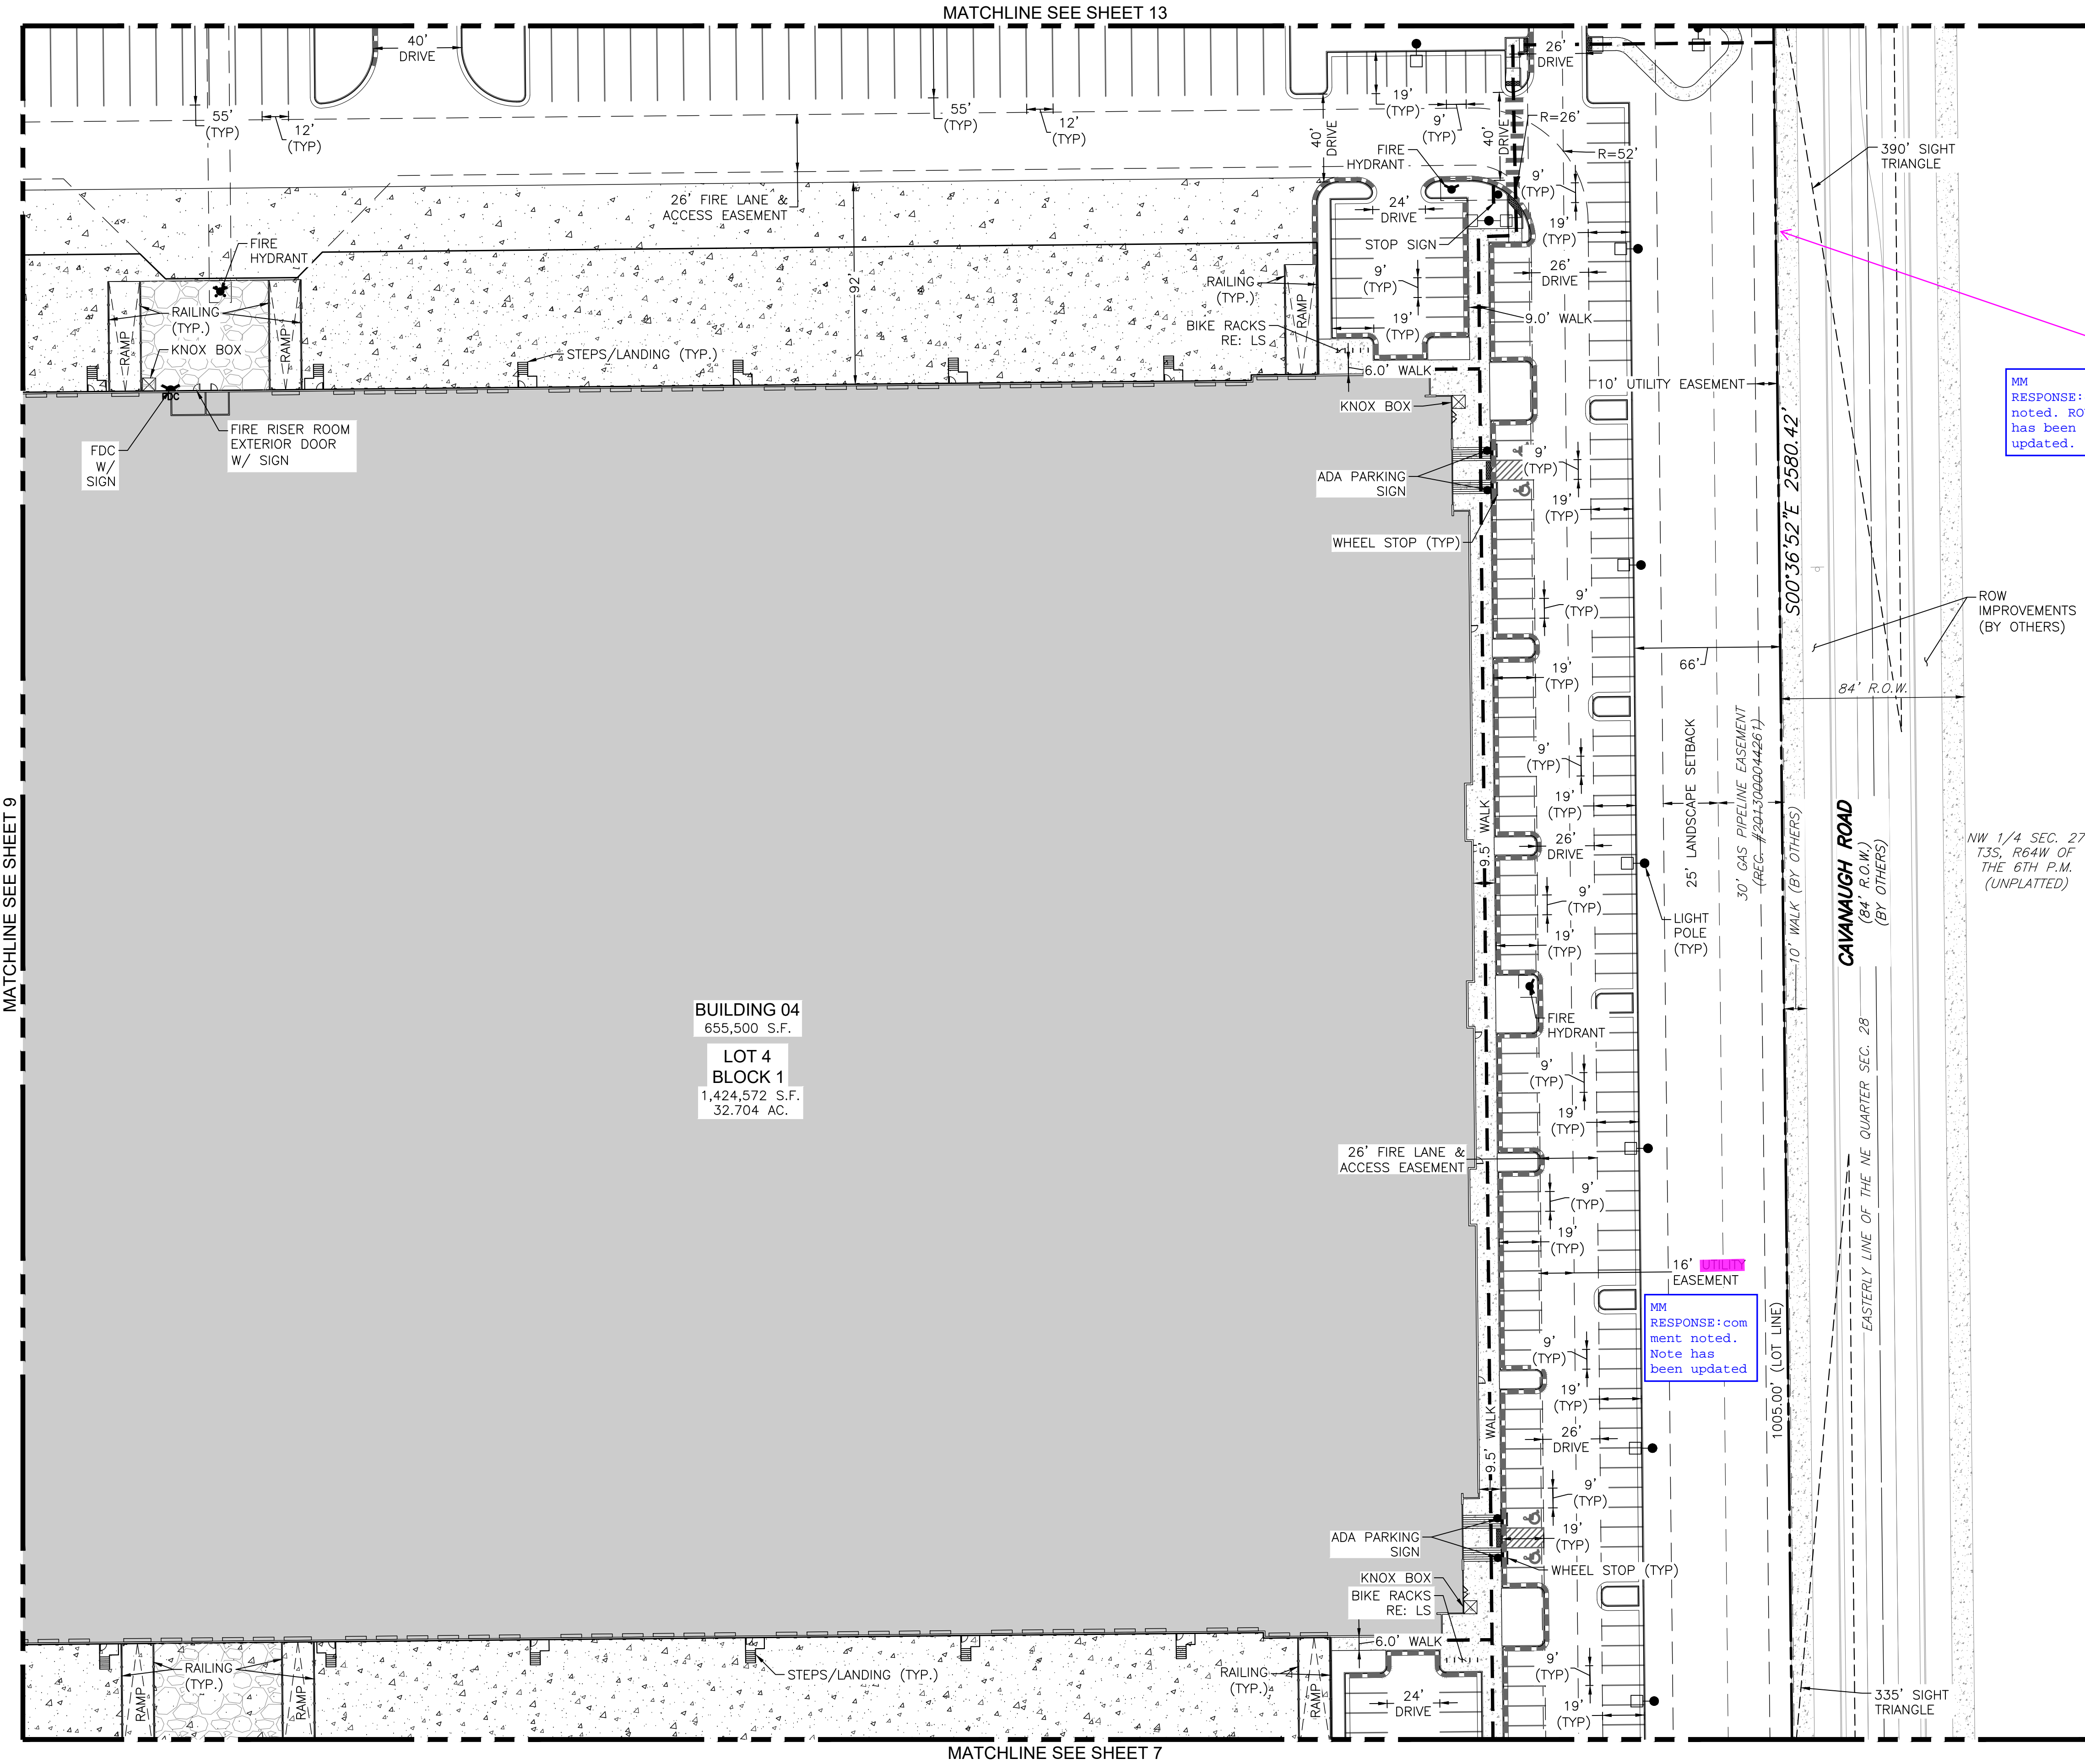 MATCHLINE SEE SHEET 13
40'
DRIVE
55'
(TYP)
12'
(TYP)
55'
(TYP)
12'
(TYP)
26' FIRE LANE &
ACCESS EASEMENT
92'
40'
DRIVE
19'
(TYP)
9'
(TYP)
40'
DRIVE
26'
DRIVE
R=26'
R=52'
FIRE
HYDRANT
24'
DRIVE
STOP SIGN
9'
(TYP)
19'
(TYP)
26'
DRIVE
9'
(TYP)
19'
(TYP)
9.0' WALK
390' SIGHT
TRIANGLE
FIRE
HYDRANT
RAILING
(TYP.)
RAMP
RAMP
KNOX BOX
FDC
FDC
W/
SIGN
FIRE RISER ROOM
EXTERIOR DOOR
W/ SIGN
STEPS/LANDING (TYP.)
RAILING
(TYP.)
RAMP
BIKE RACKS
RE: LS
6.0' WALK
KNOX BOX
10' UTILITY EASEMENT
MM
RESPONSE:
noted. RO
has been
updated.
ADA PARKING
SIGN
9'
(TYP)
19'
(TYP)
WHEEL STOP (TYP)
S00°36'52"E 2580.42'
9'
(TYP)
ROW
IMPROVEMENTS
(BY OTHERS)
19'
(TYP)
66'
84' R.O.W.
9'
(TYP)
19'
(TYP)
25' LANDSCAPE SETBACK
30' GAS PIPELINE EASEMENT
(REC. #2013000044261)
10' WALK (BY OTHERS)
CAVANAUGH ROAD
(84' R.O.W.)
(BY OTHERS)
NW 1/4 SEC. 27
T3S, R64W OF
THE 6TH P.M.
(UNPLATTED)
MATCHLINE SEE SHEET 9
9.5' WALK
26'
DRIVE
9'
(TYP)
19'
(TYP)
LIGHT
POLE
(TYP)
BUILDING 04
655,500 S.F.
LOT 4
BLOCK 1
1,424,572 S.F.
32.704 AC.
FIRE
HYDRANT
9'
(TYP)
19'
(TYP)
EASTERLY LINE OF THE NE QUARTER SEC. 28
26' FIRE LANE &
ACCESS EASEMENT
9'
(TYP)
19'
(TYP)
16' UTILITY
EASEMENT
MM
RESPONSE:com
ment noted.
Note has
been updated
1005.00' (LOT LINE)
9'
(TYP)
19'
(TYP)
9.5' WALK
26'
DRIVE
9'
(TYP)
ADA PARKING
SIGN
19'
(TYP)
WHEEL STOP (TYP)
KNOX BOX
BIKE RACKS
RE: LS
6.0' WALK
RAILING
(TYP.)
RAMP
RAMP
STEPS/LANDING (TYP.)
RAILING
(TYP.)
RAMP
24'
DRIVE
9'
(TYP)
19'
(TYP)
335' SIGHT
TRIANGLE
MATCHLINE SEE SHEET 7